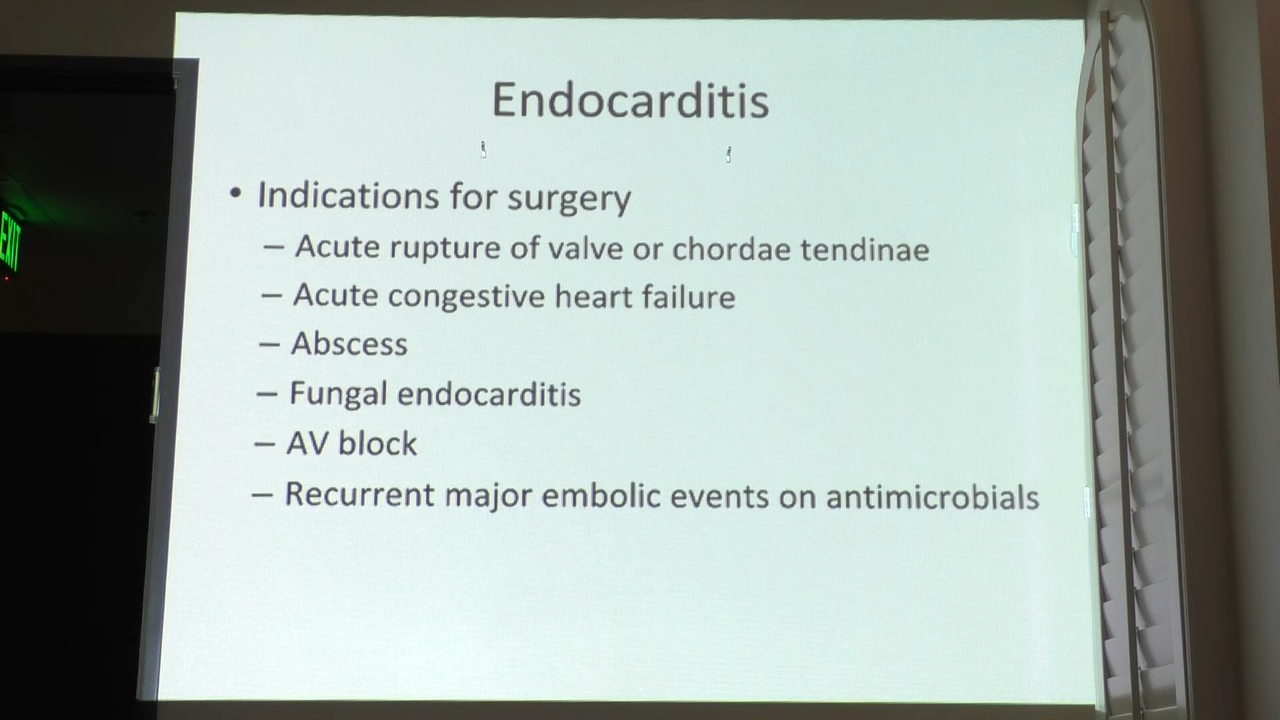 Endocarditis
• Indications for surgery
– Acute rupture of valve or chordae tendinae
– Acute congestive heart failure
– Abscess
– Fungal endocarditis
– AV block
– Recurrent major embolic events on antimicrobials
EXIT